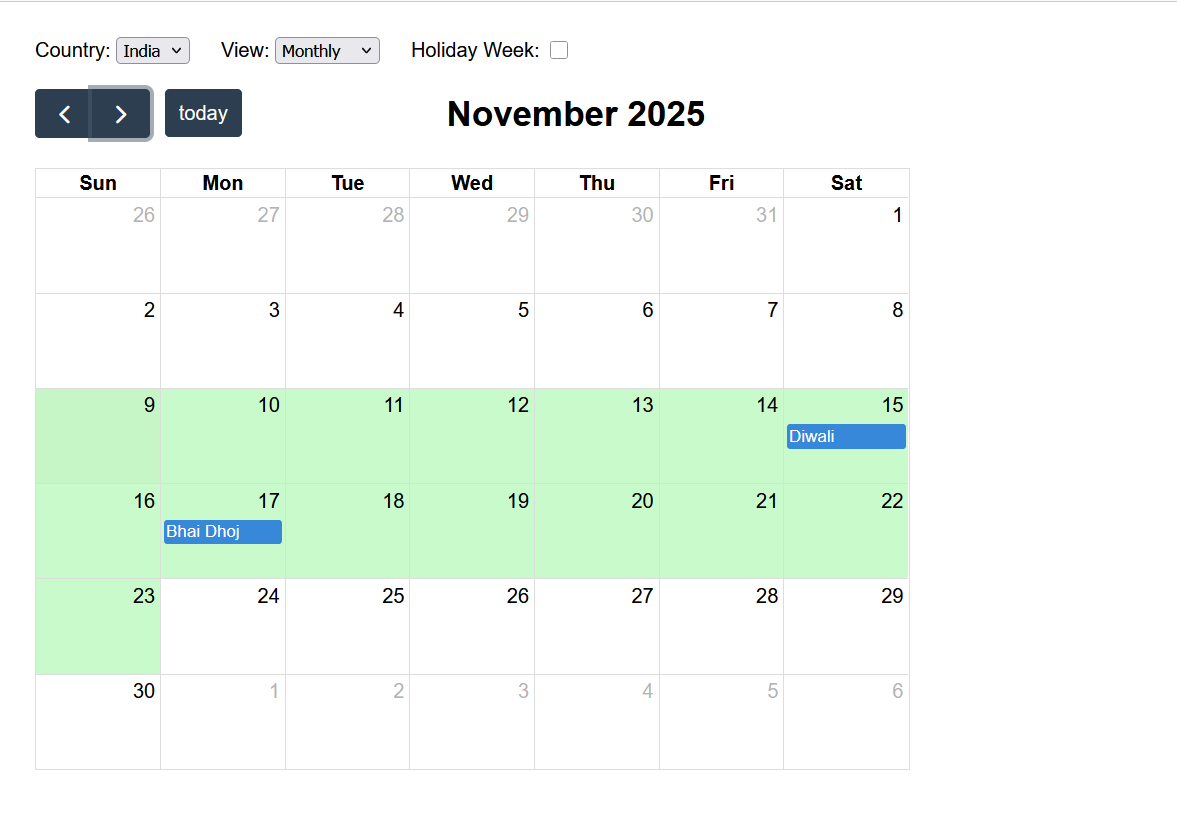 Country: India View: Monthly Holiday Week:
today November 2025
Sun Mon Tue Wed Thu Fri Sat
26 27 28 29 30 31 1
2 3 4 5 6 7 8
9 10 11 12 13 14 15
Diwali
16 17 18 19 20 21 22
Bhai Dhoj
23 24 25 26 27 28 29
30 1 2 3 4 5 6